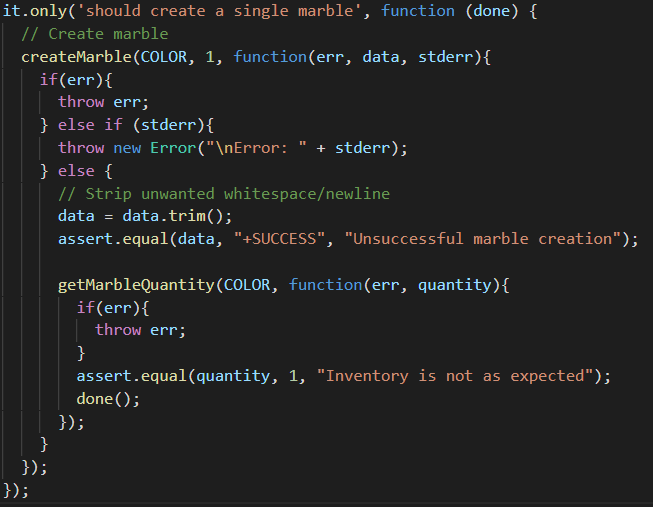 it.only('should create a single marble', function (done) {
  // Create marble
  createMarble(COLOR, 1, function(err, data, stderr){
    if(err){
      throw err;
    } else if (stderr){
      throw new Error("\nError: " + stderr);
    } else {
      // Strip unwanted whitespace/newline
      data = data.trim();
      assert.equal(data, "+SUCCESS", "Unsuccessful marble creation");

      getMarbleQuantity(COLOR, function(err, quantity){
        if(err){
          throw err;
        }
        assert.equal(quantity, 1, "Inventory is not as expected");
        done();
      });
    }
  });
});